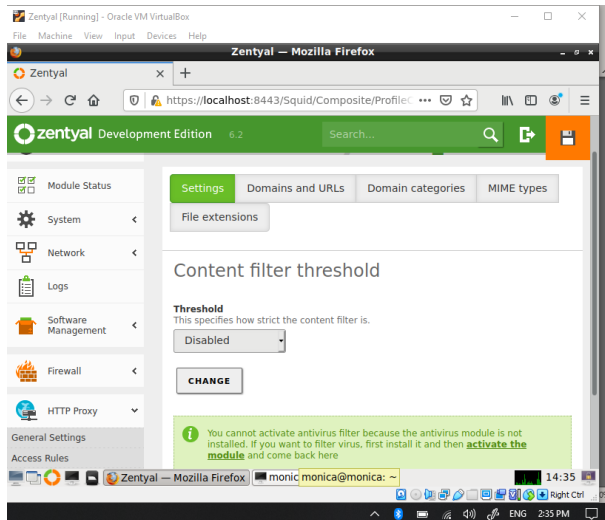 Zentyal [Running] - Oracle VM VirtualBox
File Machine View Input Devices Help
Zentyal — Mozilla Firefox
Zentyal
https://localhost:8443/Squid/Composite/Profile
zentyal Development Edition 6.2 Search...
Module Status
Settings Domains and URLs Domain categories MIME types
File extensions
System
Network
Logs
Software
Management
Firewall
HTTP Proxy
General Settings
Access Rules
Content filter threshold
Threshold
This specifies how strict the content filter is.
Disabled
CHANGE
You cannot activate antivirus filter because the antivirus module is not
installed. If you want to filter virus, first install it and then activate the
module and come back here
Zentyal — Mozilla Firefox monic monica@monica: ~ 14:35
Right Ctrl
ENG 2:35 PM